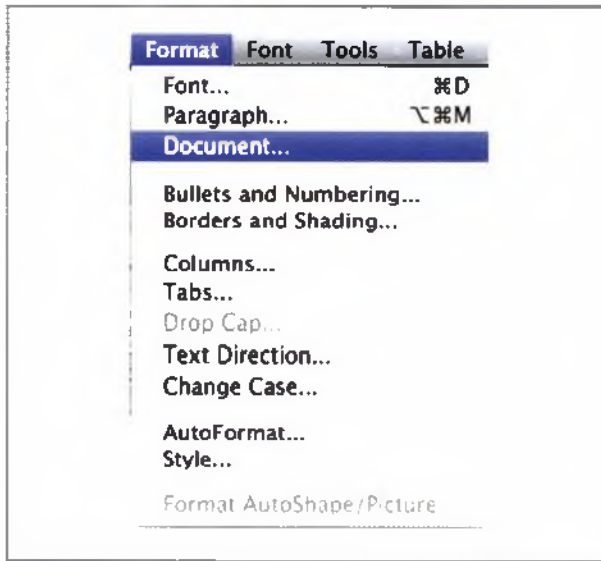 Format Font Tools Table
Font... ⌘D
Paragraph... ⌥⌘M
Document...
Bullets and Numbering...
Borders and Shading...
Columns...
Tabs...
Drop Cap...
Text Direction...
Change Case...
AutoFormat...
Style...
Format AutoShape/Picture